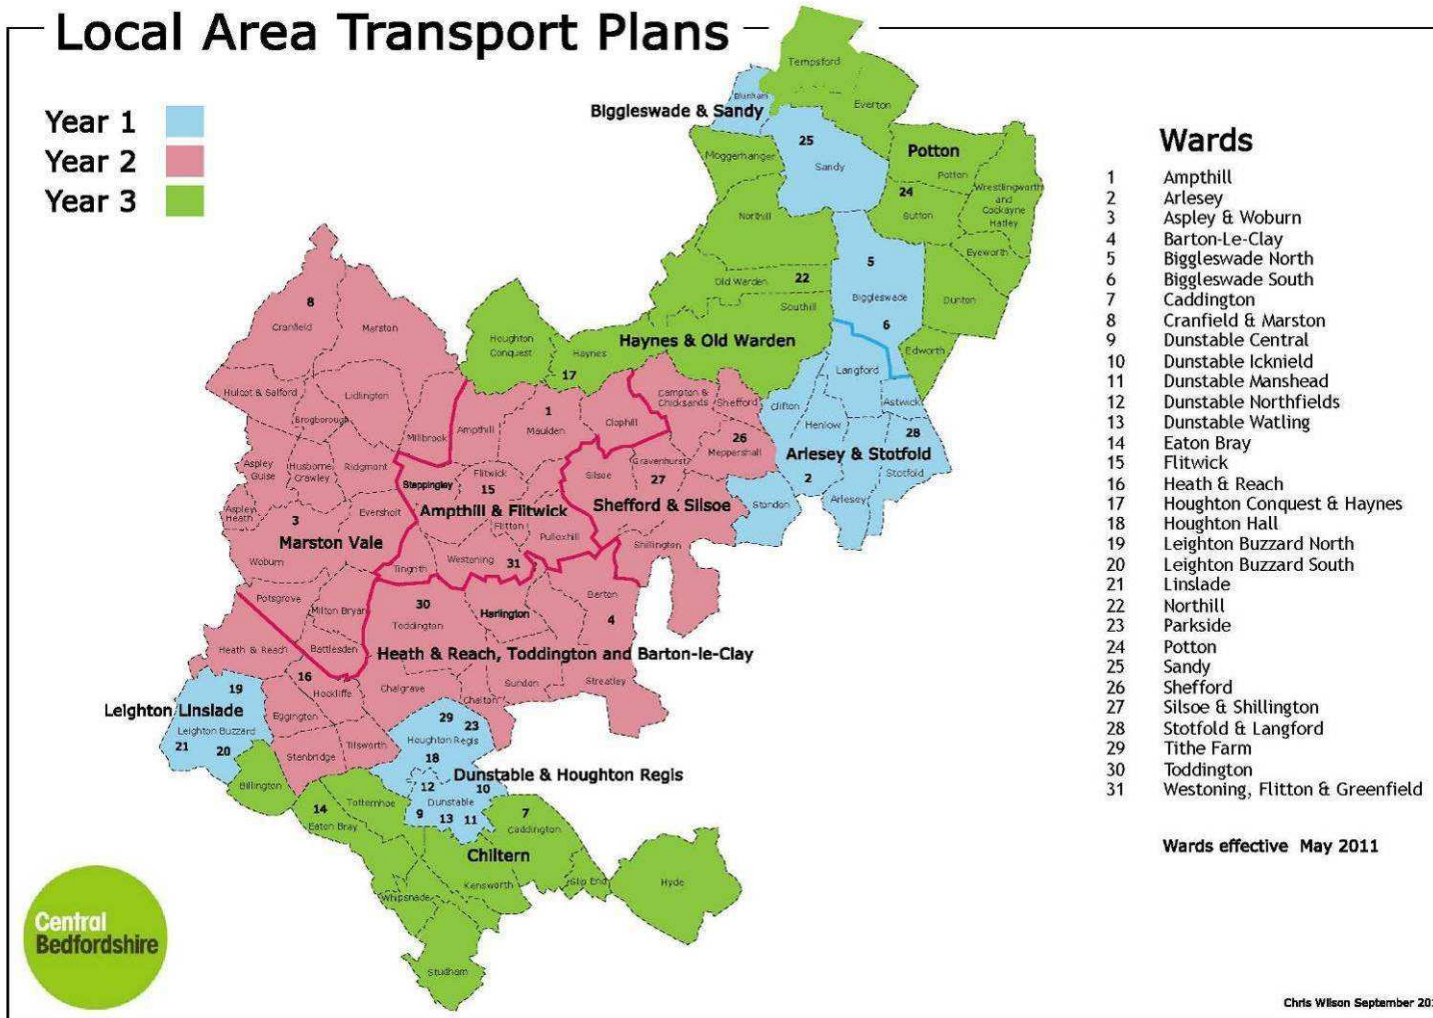 Local Area Transport Plans
Year 1
Year 2
Year 3
Biggleswade & Sandy
Blunham
Tempsford
Everton
25
Sandy
Potton
Potton
24
Sutton
Wrestlingworth
and
Cockayne
Hatley
Eyeworth
Dunton
Edworth
Moggerhanger
Northill
Old Warden
22
Southill
5
Biggleswade
6
Haynes & Old Warden
Houghton
Conquest
Haynes
17
8
Cranfield
Marston
Hulcot & Salford
Lidlington
Brogborough
Millbrook
Aspley
Guise
Husborne
Crawley
Ridgmont
Aspley
Heath
3
Eversholt
Marston Vale
Woburn
Potsgrove
Milton Bryan
Battlesden
1
Ampthill
Maulden
Clophill
Steppingley
Flitwick
15
Ampthill & Flitwick
Flitton
Pulloxhill
Westoning
31
Tingrith
Campton &
Chicksands
Shefford
26
Meppershall
Gravenhurst
Silsoe
27
Shefford & Silsoe
Shillington
Langford
Astwick
Clifton
Henlow
28
Arlesey & Stotfold
Stotfold
2
Arlesey
Stondon
30
Toddington
Harlington
Barton
4
Heath & Reach, Toddington and Barton-le-Clay
Heath & Reach
16
Hockliffe
Chalgrave
Chalton
Sundon
Streatley
Eggington
Stanbridge
Tilsworth
19
Leighton Linslade
Leighton Buzzard
21
20
29
23
Houghton Regis
18
Dunstable & Houghton Regis
12
10
Dunstable
9
13
11
Billington
14
Totternhoe
Eaton Bray
7
Caddington
Chiltern
Kensworth
Whipsnade
Slip End
Hyde
Studham
Wards
1 Ampthill
2 Arlesey
3 Aspley & Woburn
4 Barton-Le-Clay
5 Biggleswade North
6 Biggleswade South
7 Caddington
8 Cranfield & Marston
9 Dunstable Central
10 Dunstable Icknield
11 Dunstable Manshead
12 Dunstable Northfields
13 Dunstable Watling
14 Eaton Bray
15 Flitwick
16 Heath & Reach
17 Houghton Conquest & Haynes
18 Houghton Hall
19 Leighton Buzzard North
20 Leighton Buzzard South
21 Linslade
22 Northill
23 Parkside
24 Potton
25 Sandy
26 Shefford
27 Silsoe & Shillington
28 Stotfold & Langford
29 Tithe Farm
30 Toddington
31 Westoning, Flitton & Greenfield
Wards effective May 2011
Central
Bedfordshire
Chris Wilson September